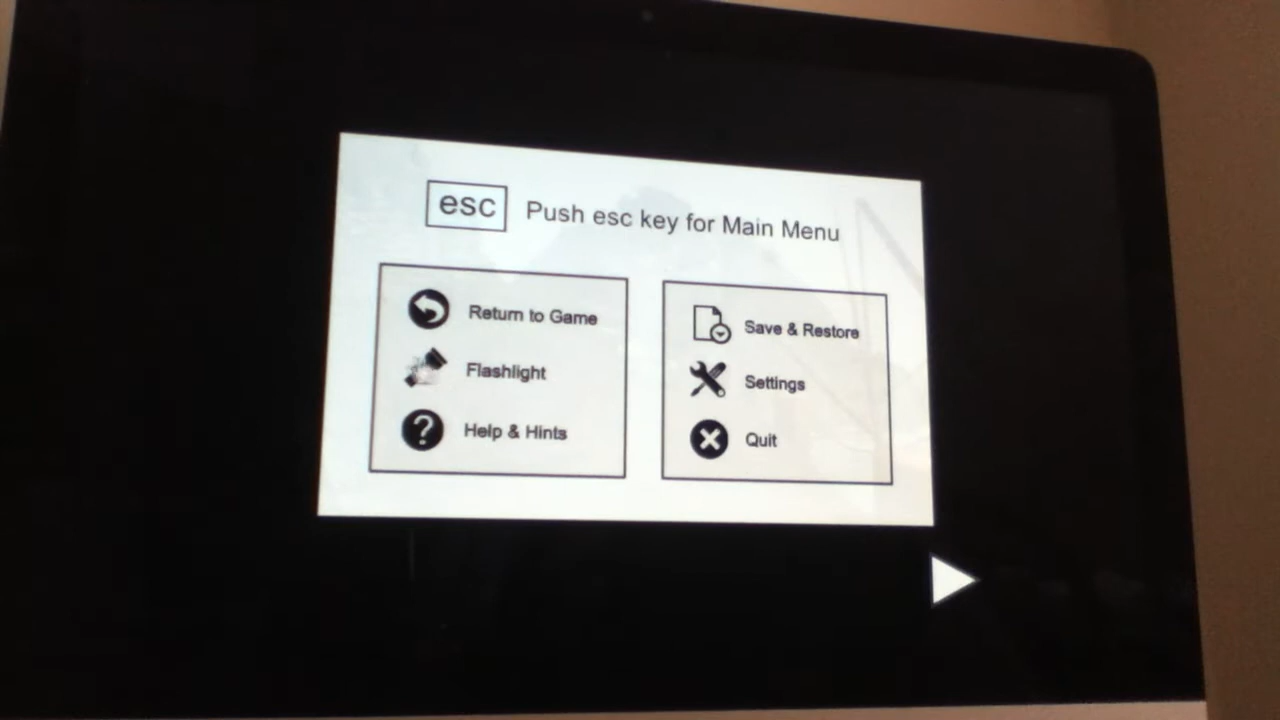 esc Push esc key for Main Menu
Return to Game
Flashlight
Help & Hints
Save & Restore
Settings
Quit